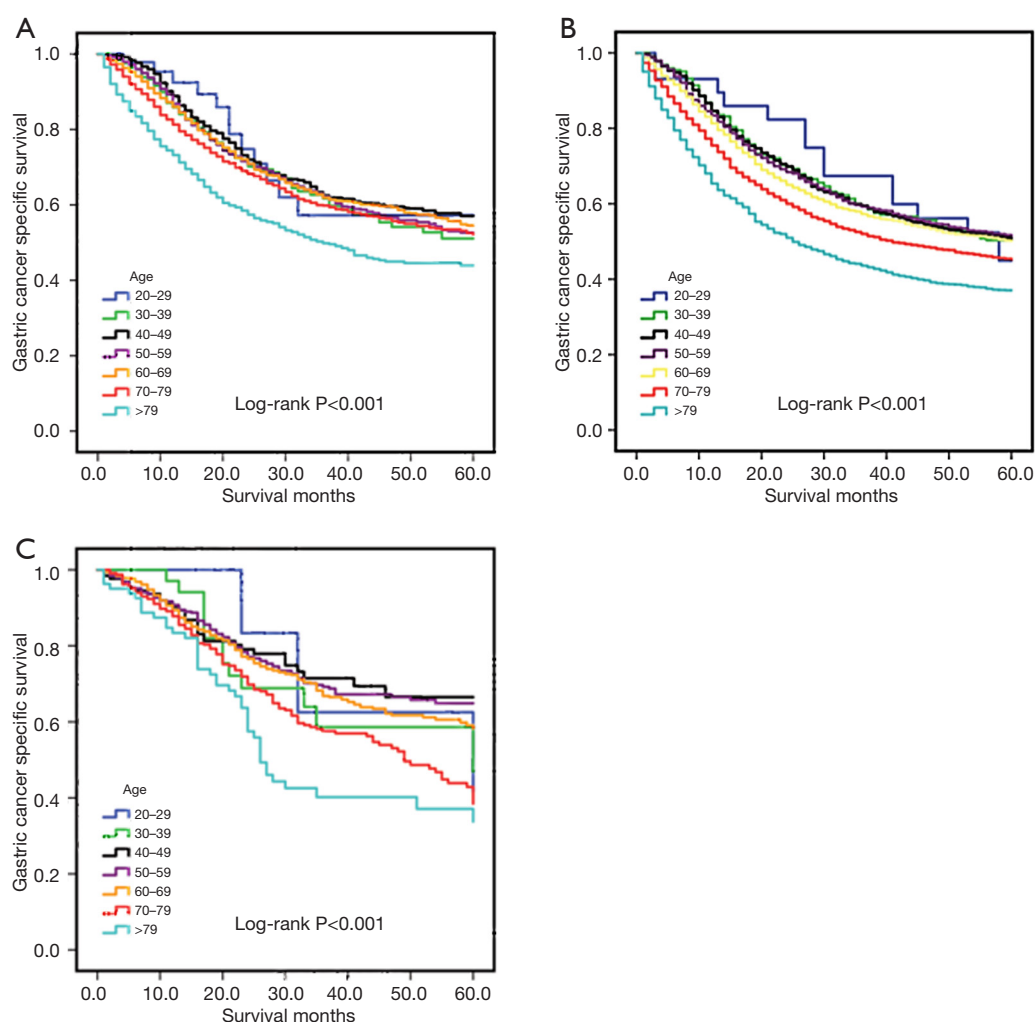 A
Gastric cancer specific survival
1.0
0.8
0.6
0.4
0.2
0.0
Age
20–29
30–39
40–49
50–59
60–69
70–79
>79
Log-rank P<0.001
0.0 10.0 20.0 30.0 40.0 50.0 60.0
Survival months
B
Gastric cancer specific survival
1.0
0.8
0.6
0.4
0.2
0.0
Age
20–29
30–39
40–49
50–59
60–69
70–79
>79
Log-rank P<0.001
0.0 10.0 20.0 30.0 40.0 50.0 60.0
Survival months
C
Gastric cancer specific survival
1.0
0.8
0.6
0.4
0.2
0.0
Age
20–29
30–39
40–49
50–59
60–69
70–79
>79
Log-rank P<0.001
0.0 10.0 20.0 30.0 40.0 50.0 60.0
Survival months